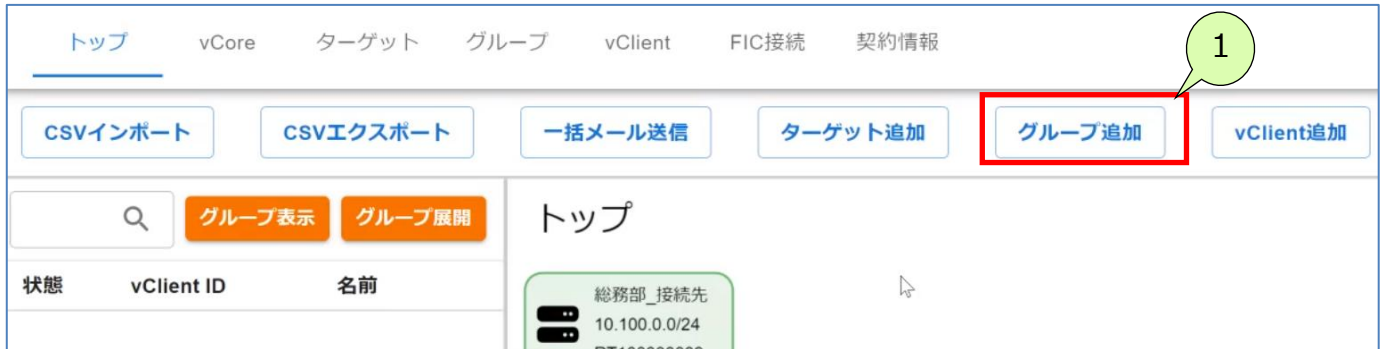 トップ vCore ターゲット グループ vClient FIC接続 契約情報
1
CSVインポート CSVエクスポート 一括メール送信 ターゲット追加 グループ追加 vClient追加
グループ表示 グループ展開
トップ
状態 vClient ID 名前
総務部_接続先
10.100.0.0/24